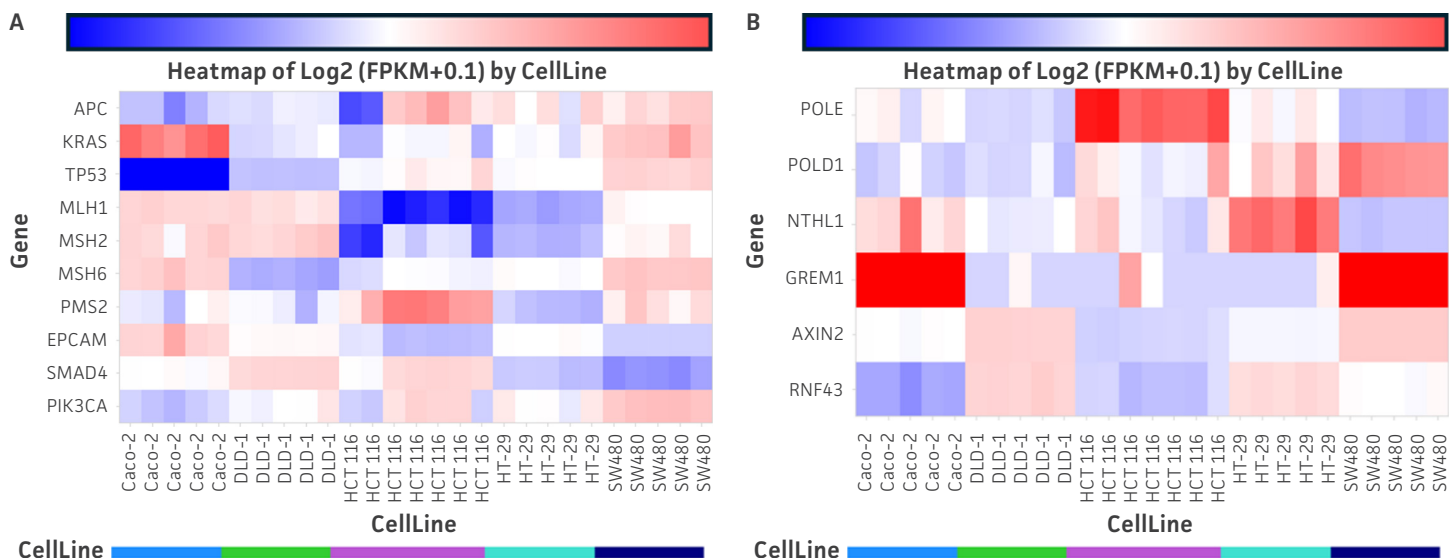 A
Heatmap of Log2 (FPKM+0.1) by CellLine
Gene
APC
KRAS
TP53
MLH1
MSH2
MSH6
PMS2
EPCAM
SMAD4
PIK3CA
Caco-2
Caco-2
Caco-2
Caco-2
Caco-2
DLD-1
DLD-1
DLD-1
DLD-1
DLD-1
HCT 116
HCT 116
HCT 116
HCT 116
HCT 116
HCT 116
HCT 116
HT-29
HT-29
HT-29
HT-29
HT-29
SW480
SW480
SW480
SW480
SW480
CellLine
CellLine
B
Heatmap of Log2 (FPKM+0.1) by CellLine
Gene
POLE
POLD1
NTHL1
GREM1
AXIN2
RNF43
Caco-2
Caco-2
Caco-2
Caco-2
Caco-2
DLD-1
DLD-1
DLD-1
DLD-1
DLD-1
HCT 116
HCT 116
HCT 116
HCT 116
HCT 116
HCT 116
HCT 116
HT-29
HT-29
HT-29
HT-29
HT-29
SW480
SW480
SW480
SW480
SW480
CellLine
CellLine